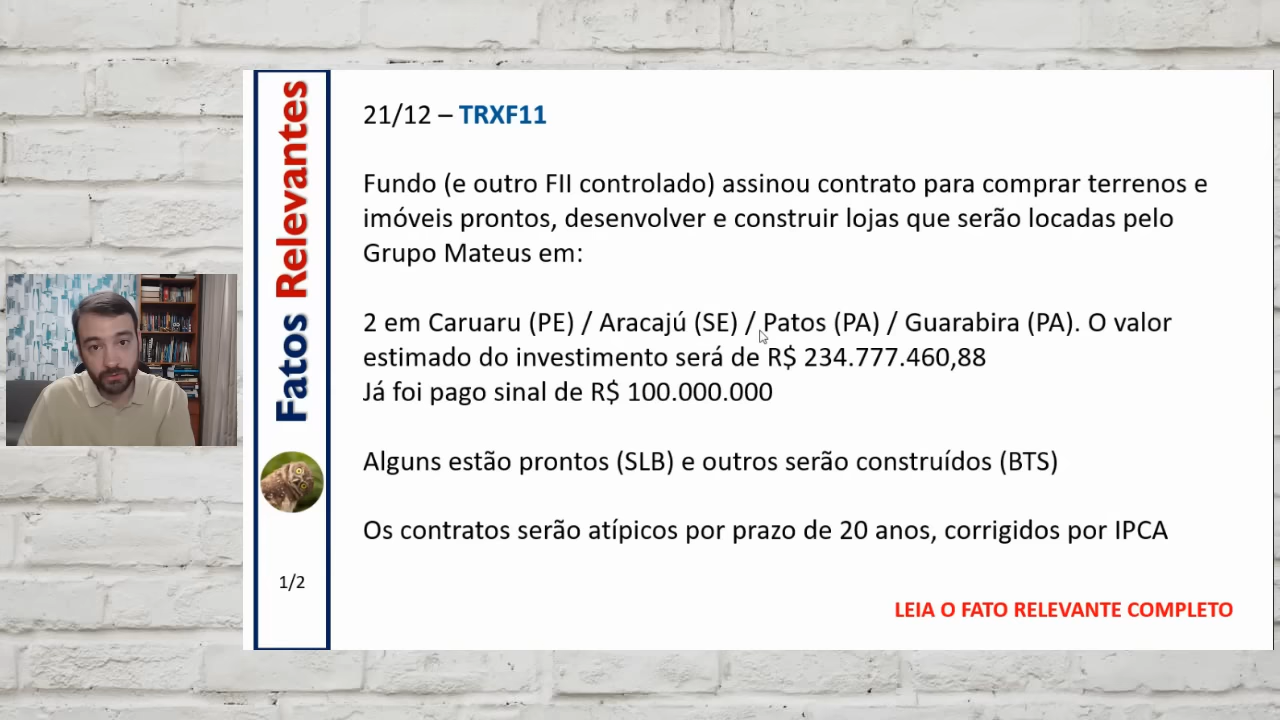 Fatos Relevantes
1/2
21/12 – TRXF11
Fundo (e outro FII controlado) assinou contrato para comprar terrenos e
imóveis prontos, desenvolver e construir lojas que serão locadas pelo
Grupo Mateus em:
2 em Caruaru (PE) / Aracajú (SE) / Patos (PA) / Guarabira (PA). O valor
estimado do investimento será de R$ 234.777.460,88
Já foi pago sinal de R$ 100.000.000
Alguns estão prontos (SLB) e outros serão construídos (BTS)
Os contratos serão atípicos por prazo de 20 anos, corrigidos por IPCA
LEIA O FATO RELEVANTE COMPLETO